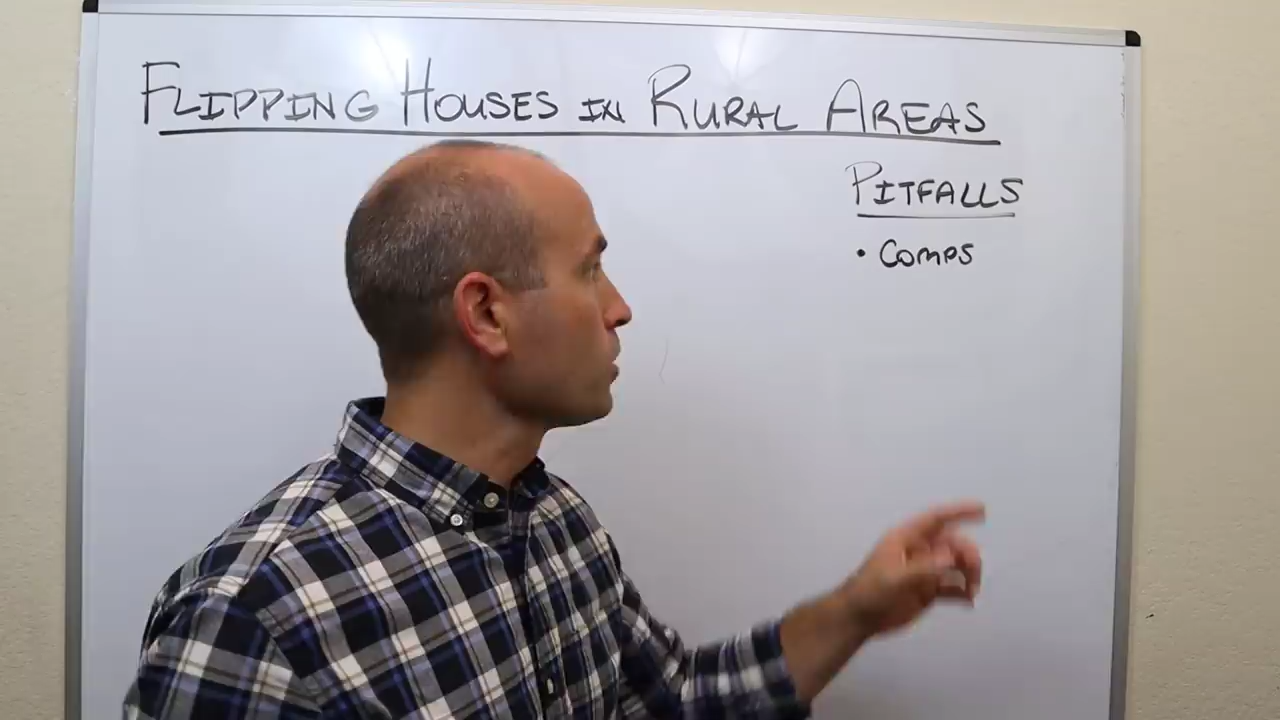 FLIPPING HOUSES IN RURAL AREAS
PITFALLS
• COMPS